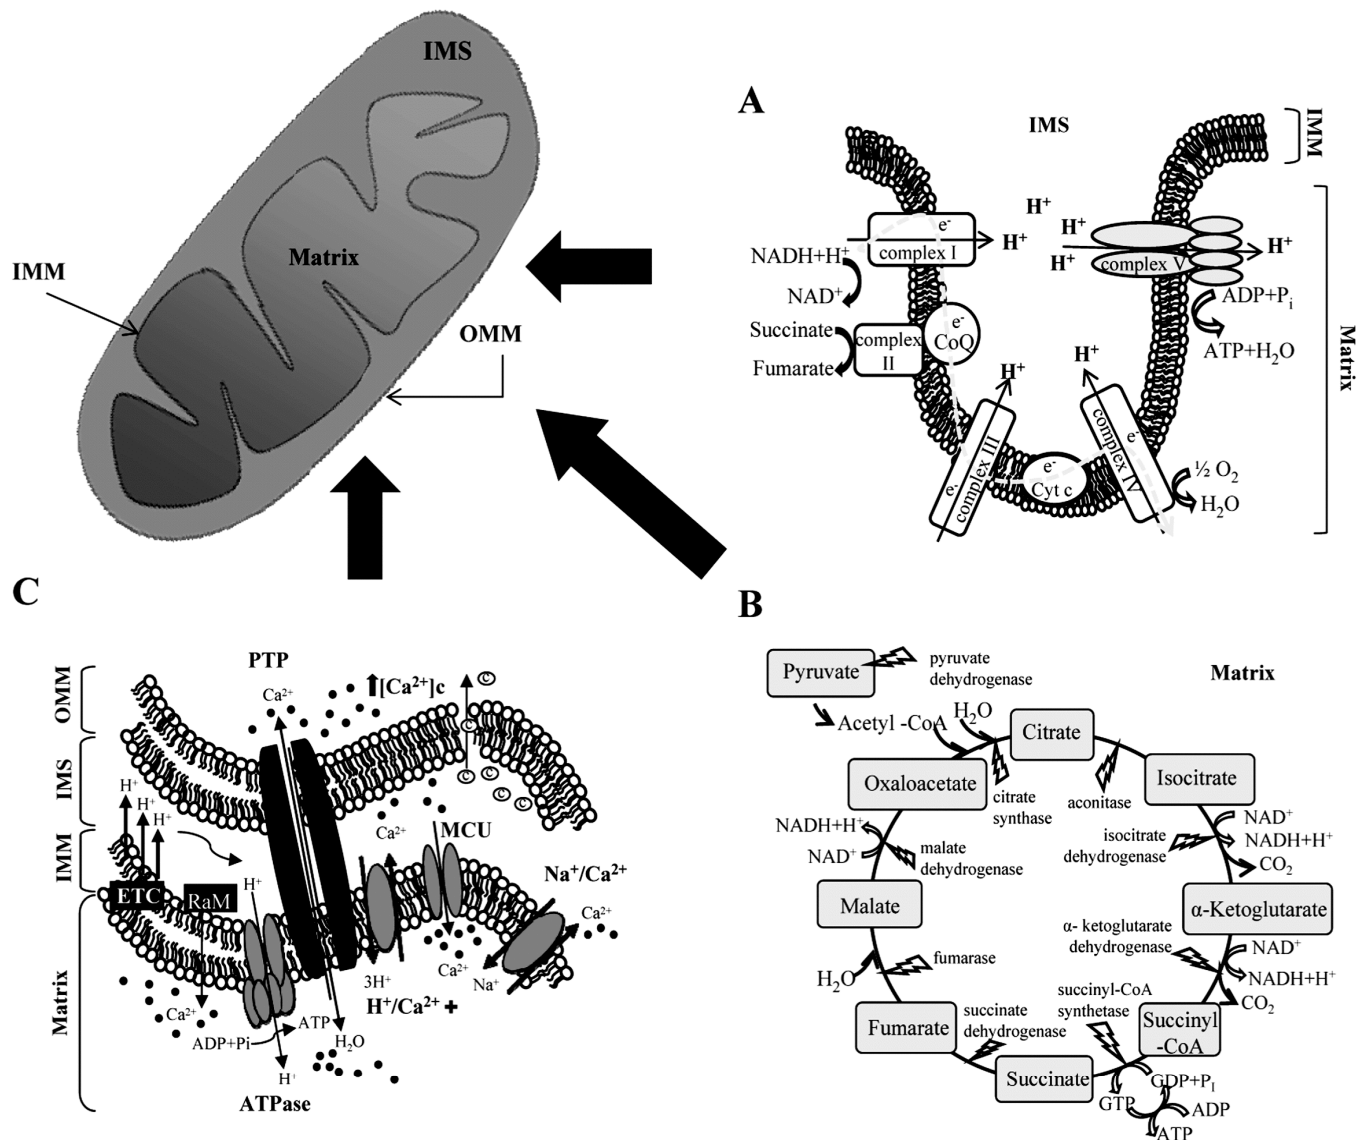 IMS
Matrix
IMM
OMM
A
IMS
IMM
H⁺
H⁺
H⁺
e⁻
complex I
H⁺
complex V
H⁺
NADH+H⁺
NAD⁺
ADP+Pᵢ
ATP+H₂O
Succinate
Fumarate
complex
II
e⁻
CoQ
H⁺
H⁺
Matrix
e⁻
complex III
e⁻
Cyt c
e⁻
complex IV
½ O₂
H₂O
B
Matrix
Pyruvate
pyruvate
dehydrogenase
Acetyl -CoA
H₂O
Citrate
citrate
synthase
aconitase
Isocitrate
isocitrate
dehydrogenase
NAD⁺
NADH+H⁺
CO₂
α-Ketoglutarate
α- ketoglutarate
dehydrogenase
NAD⁺
NADH+H⁺
CO₂
Succinyl
-CoA
succinyl-CoA
synthetase
GDP+Pᵢ
GTP
ADP
ATP
Succinate
succinate
dehydrogenase
Fumarate
fumarase
H₂O
Malate
malate
dehydrogenase
NAD⁺
NADH+H⁺
Oxaloacetate
C
OMM
IMS
IMM
Matrix
PTP
Ca²⁺
[Ca²⁺]c
C
C
C
C
C
C
H⁺
H⁺
H⁺
ETC
RaM
H⁺
Ca²⁺
MCU
Na⁺/Ca²⁺
Ca²⁺
Na⁺
Ca²⁺
3H⁺
H⁺/Ca²⁺ +
Ca²⁺
ADP+Pi
ATP
H₂O
H⁺
ATPase